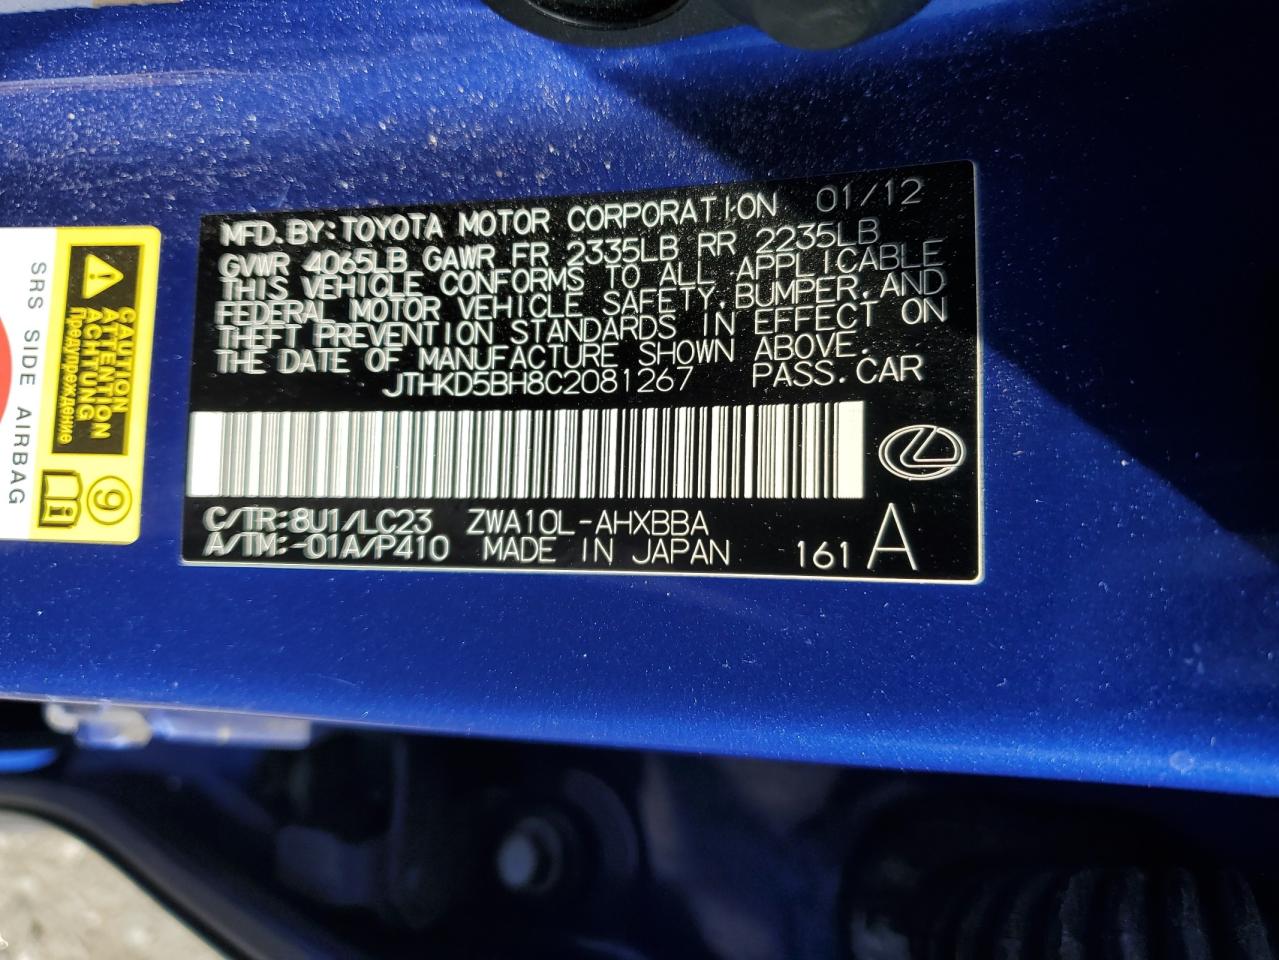 MFD.BY:TOYOTA MOTOR CORPORATION 01/12
GVWR 4065LB GAWR FR 2335LB RR 2235LB
THIS VEHICLE CONFORMS TO ALL APPLICABLE
FEDERAL MOTOR VEHICLE SAFETY,BUMPER,AND
THEFT PREVENTION STANDARDS IN EFFECT ON
THE DATE OF MANUFACTURE SHOWN ABOVE.
JTHKD5BH8C2081267 PASS.CAR
C/TR:8U1/LC23 ZWA10L-AHXBBA
A/TM:-01A/P410 MADE IN JAPAN 161 A
CAUTION
ATTENTION
ACHTUNG
Предупреждение
9
SRS SIDE AIRBAG